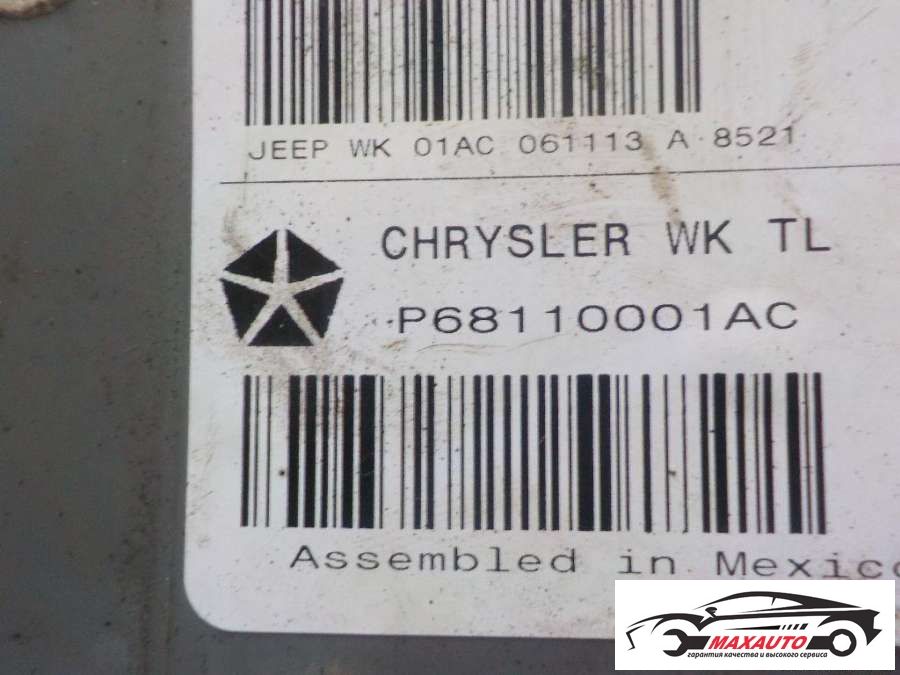 JEEP WK 01AC 061113 A 8521
CHRYSLER WK TL
P68110001AC
Assembled in Mexico
MAXAUTO
гарантия качества и высокого сервиса